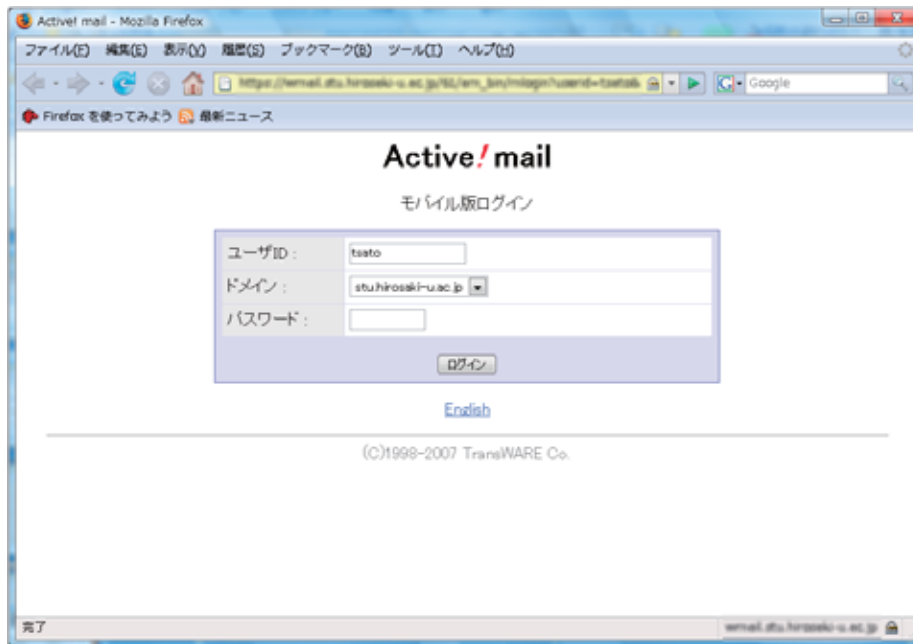 Active! mail - Mozilla Firefox
ファイル(F) 編集(E) 表示(V) 履歴(S) ブックマーク(B) ツール(T) ヘルプ(H)
Google
Firefox を使ってみよう 最新ニュース
Active! mail
モバイル版ログイン
ユーザID :
tsato
ドメイン :
stu.hirosaki-u.ac.jp
パスワード :
ログイン
English
(C)1998-2007 TransWARE Co.
完了